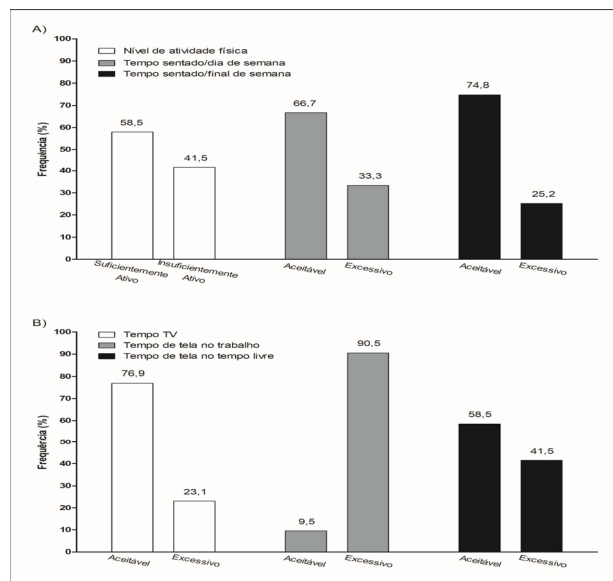 A)
Nível de atividade física
Tempo sentado/dia de semana
Tempo sentado/final de semana
Frequência (%)
100
90
80
70
60
50
40
30
20
10
0
58,5
41,5
66,7
33,3
74,8
25,2
Suficientemente
Ativo
Insuficientemente
Ativo
Aceitável
Excessivo
Aceitável
Excessivo
B)
Tempo TV
Tempo de tela no trabalho
Tempo de tela no tempo livre
Frequência (%)
100
90
80
70
60
50
40
30
20
10
0
76,9
23,1
9,5
90,5
58,5
41,5
Aceitável
Excessivo
Aceitável
Excessivo
Aceitável
Excessivo